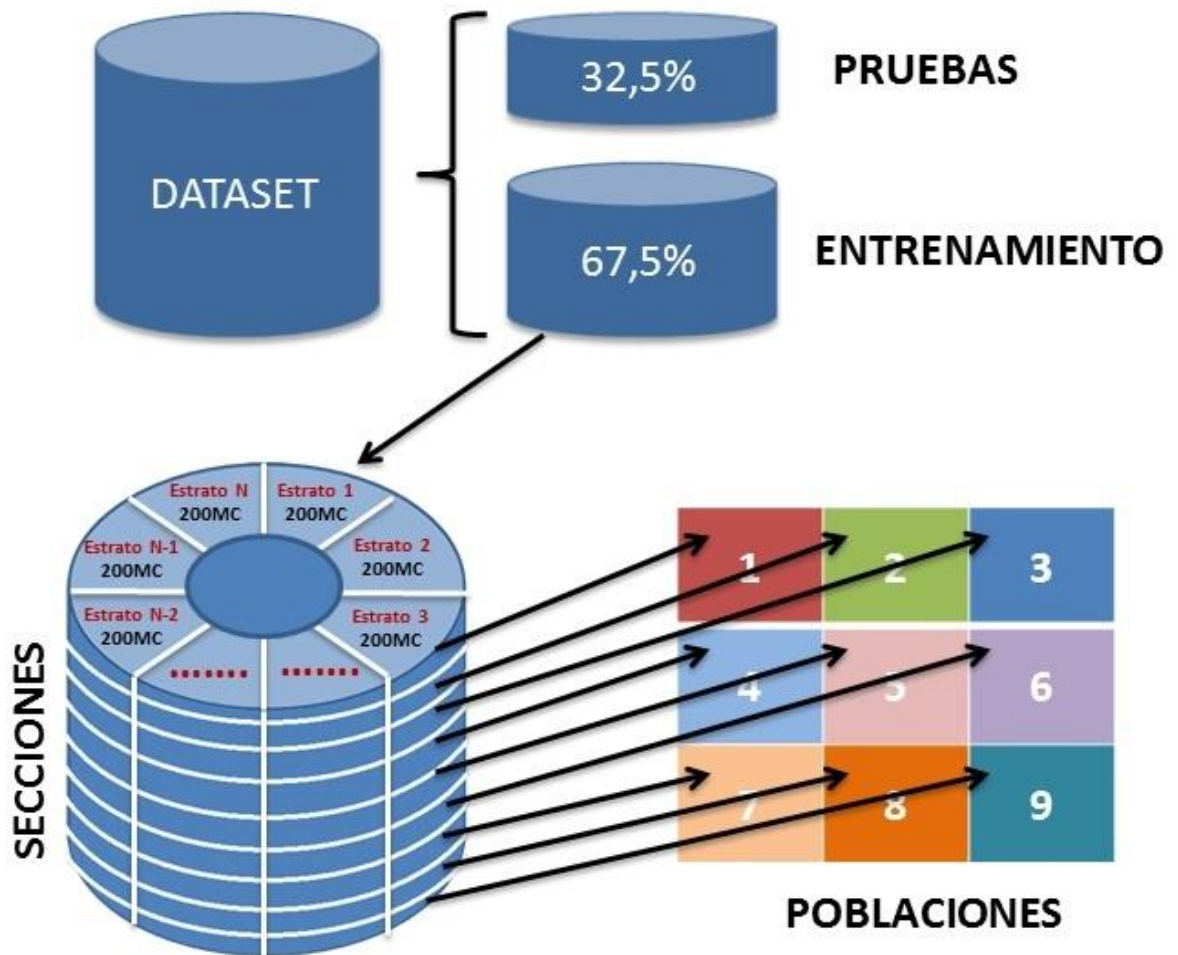 DATASET
32,5%
PRUEBAS
67,5%
ENTRENAMIENTO
Estrato N
200MC
Estrato 1
200MC
Estrato N-1
200MC
Estrato 2
200MC
Estrato N-2
200MC
Estrato 3
200MC
.......
.......
SECCIONES
1
2
3
4
5
6
7
8
9
POBLACIONES